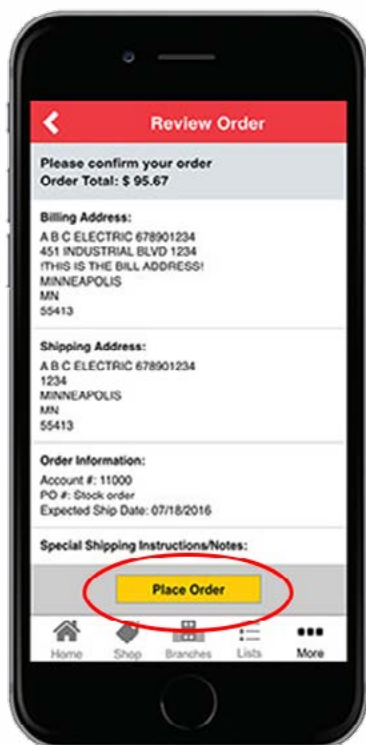 Review Order
Please confirm your order
Order Total: $ 95.67
Billing Address:
A B C ELECTRIC 678901234
451 INDUSTRIAL BLVD 1234
!THIS IS THE BILL ADDRESS!
MINNEAPOLIS
MN
55413
Shipping Address:
A B C ELECTRIC 678901234
1234
MINNEAPOLIS
MN
55413
Order Information:
Account #: 11000
PO #: Stock order
Expected Ship Date: 07/18/2016
Special Shipping Instructions/Notes:
Place Order
Home Shop Branches Lists More